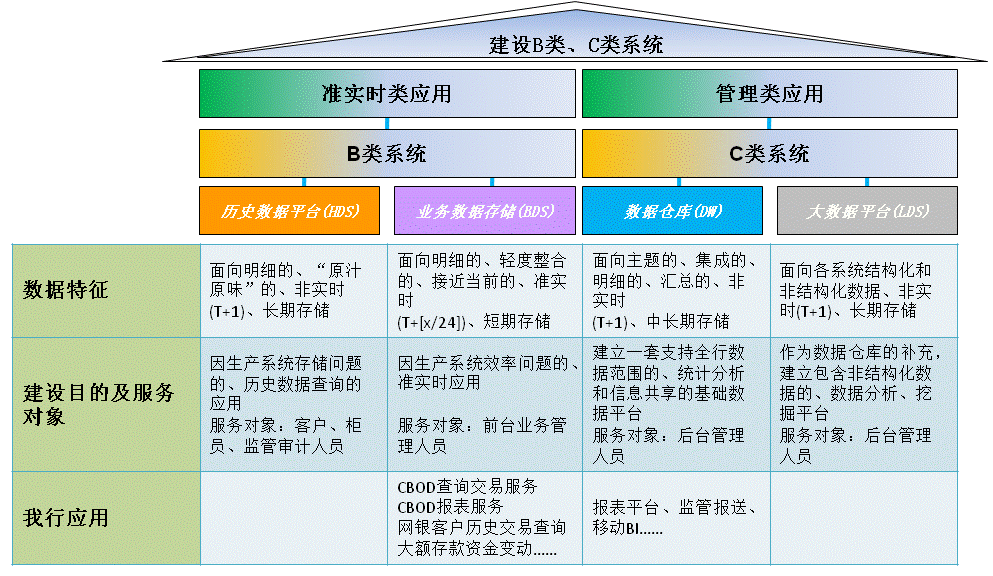 建设B类、C类系统
准实时类应用
管理类应用
B类系统
C类系统
历史数据平台(HDS)
业务数据存储(BDS)
数据仓库(DW)
大数据平台(LDS)
数据特征
面向明细的、“原汁
原味”的、非实时
(T+1)、长期存储
面向明细的、轻度整合
的、接近当前的、准实
时
(T+[x/24])、短期存储
面向主题的、集成的、
明细的、汇总的、非
实时
(T+1)、中长期存储
面向各系统结构化和
非结构化数据、非实
时(T+1)、长期存储
建设目的及服务
对象
因生产系统存储问题
的、历史数据查询的
应用
服务对象：客户、柜
员、监管审计人员
因生产系统效率问题的、
准实时应用
服务对象：前台业务管
理人员
建立一套支持全行数
据范围的、统计分析
和信息共享的基础数
据平台
服务对象：后台管理
人员
作为数据仓库的补充，
建立包含非结构化数
据的、数据分析、挖
掘平台
服务对象：后台管理
人员
我行应用
CBOD查询交易服务
CBOD报表服务
网银客户历史交易查询
大额存款资金变动......
报表平台、监管报送、
移动BI......